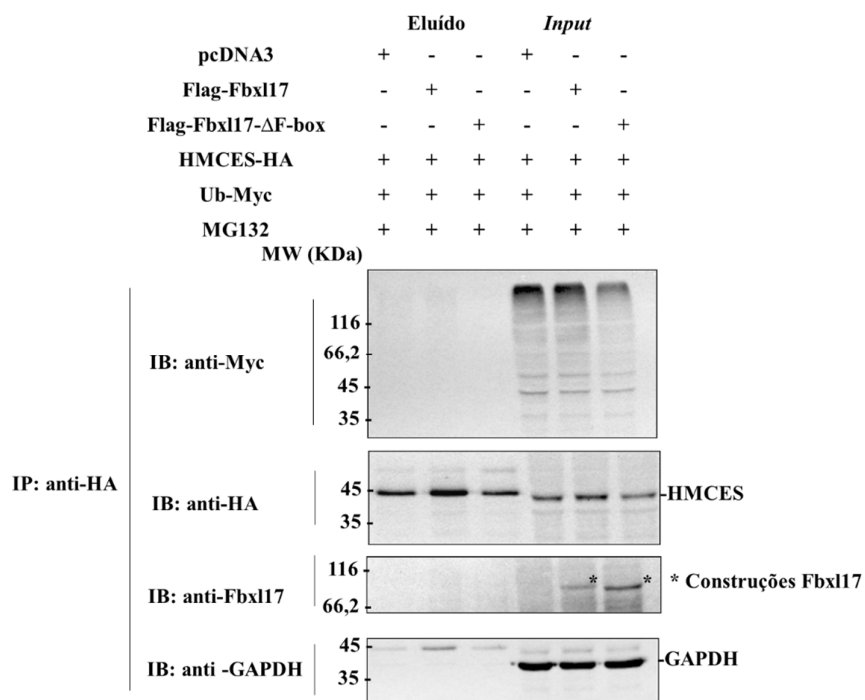 Eluído Input
pcDNA3 + - - + - -
Flag-Fbxl17 - + - - + -
Flag-Fbxl17-ΔF-box - - + - - +
HMCES-HA + + + + + +
Ub-Myc + + + + + +
MG132 + + + + + +
MW (KDa)
116 -
66,2 -
IB: anti-Myc
45 -
35 -
IP: anti-HA
45 -
-HMCES
IB: anti-HA
35 -
116 -
* * * Construções Fbxl17
IB: anti-Fbxl17
66,2 -
45 -
-GAPDH
IB: anti -GAPDH
35 -